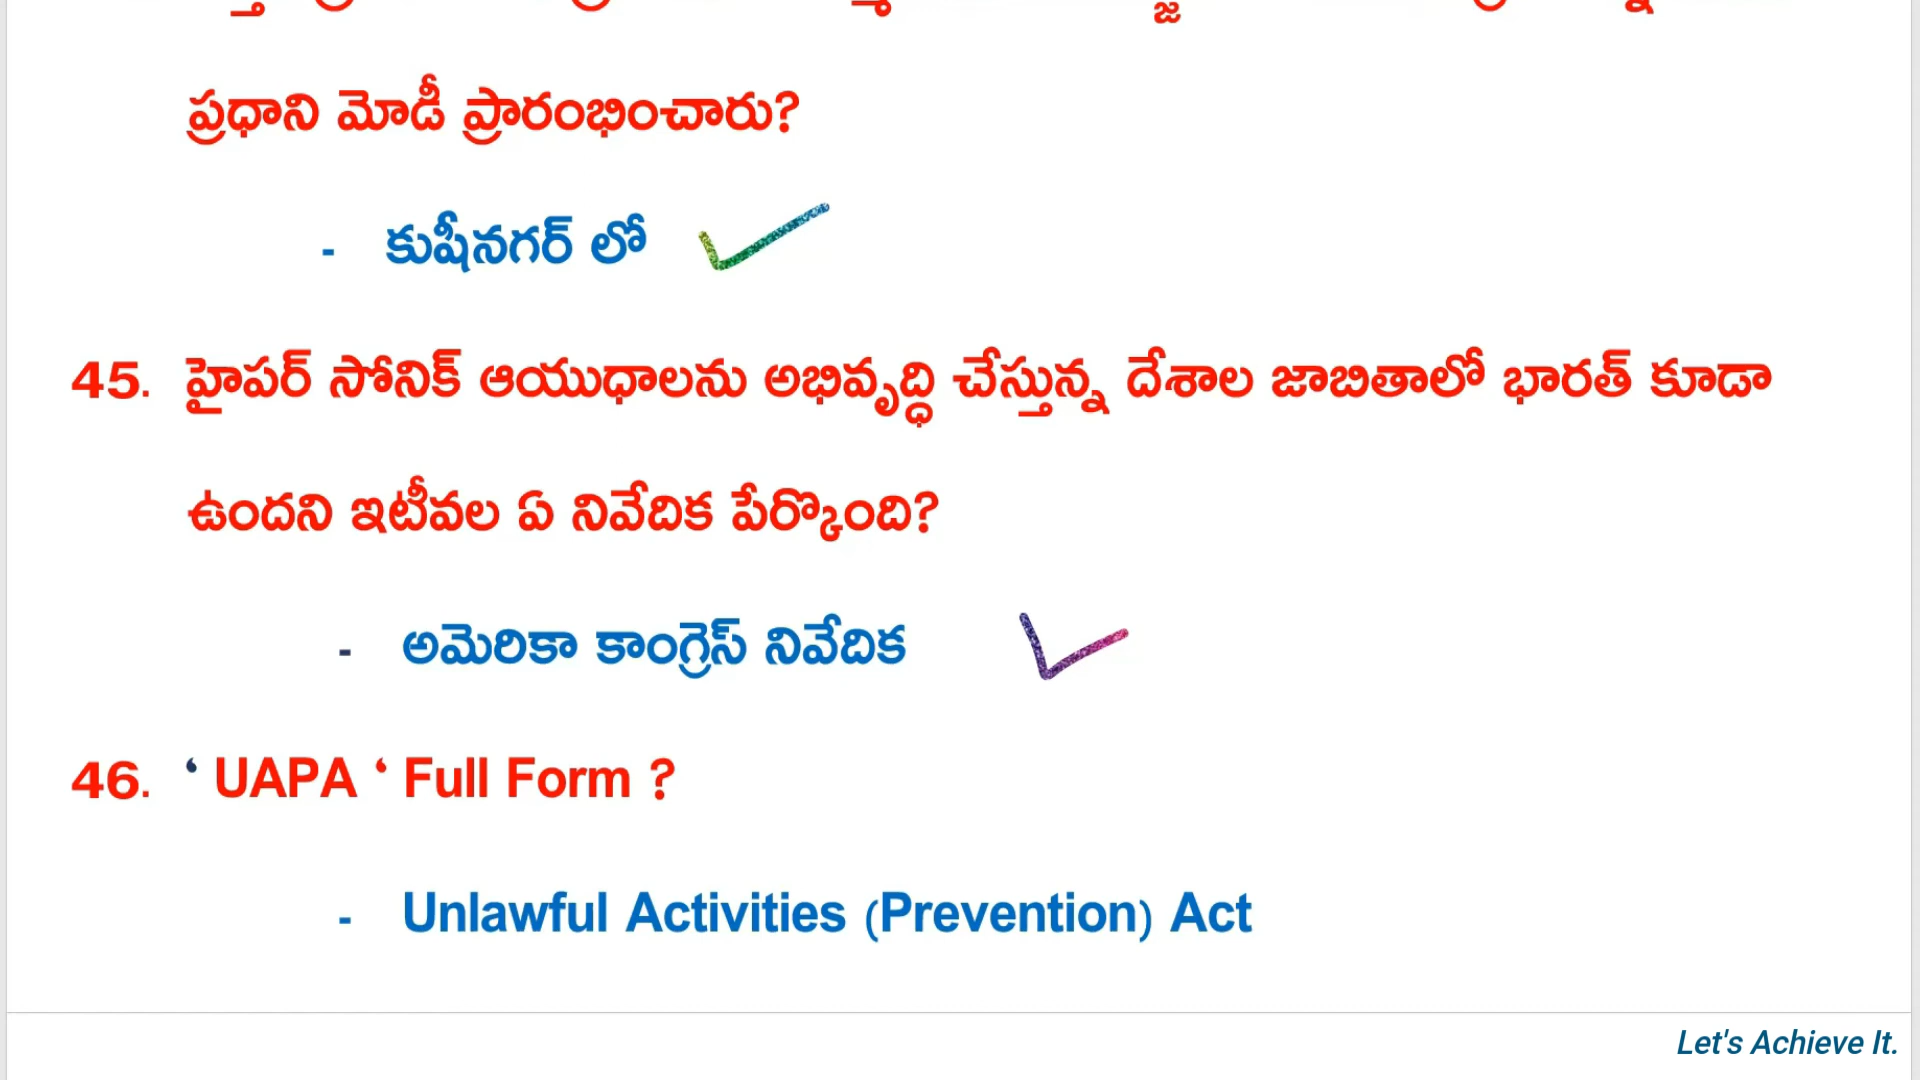 ప్రధాని మోడీ ప్రారంభించారు?
- కుషీనగర్ లో
45. హైపర్ సోనిక్ ఆయుధాలను అభివృద్ధి చేస్తున్న దేశాల జాబితాలో భారత్ కూడా
ఉందని ఇటీవల ఏ నివేదిక పేర్కొంది?
- అమెరికా కాంగ్రెస్ నివేదిక
46. ‘ UAPA ‘ Full Form ?
- Unlawful Activities (Prevention) Act
Let's Achieve It.